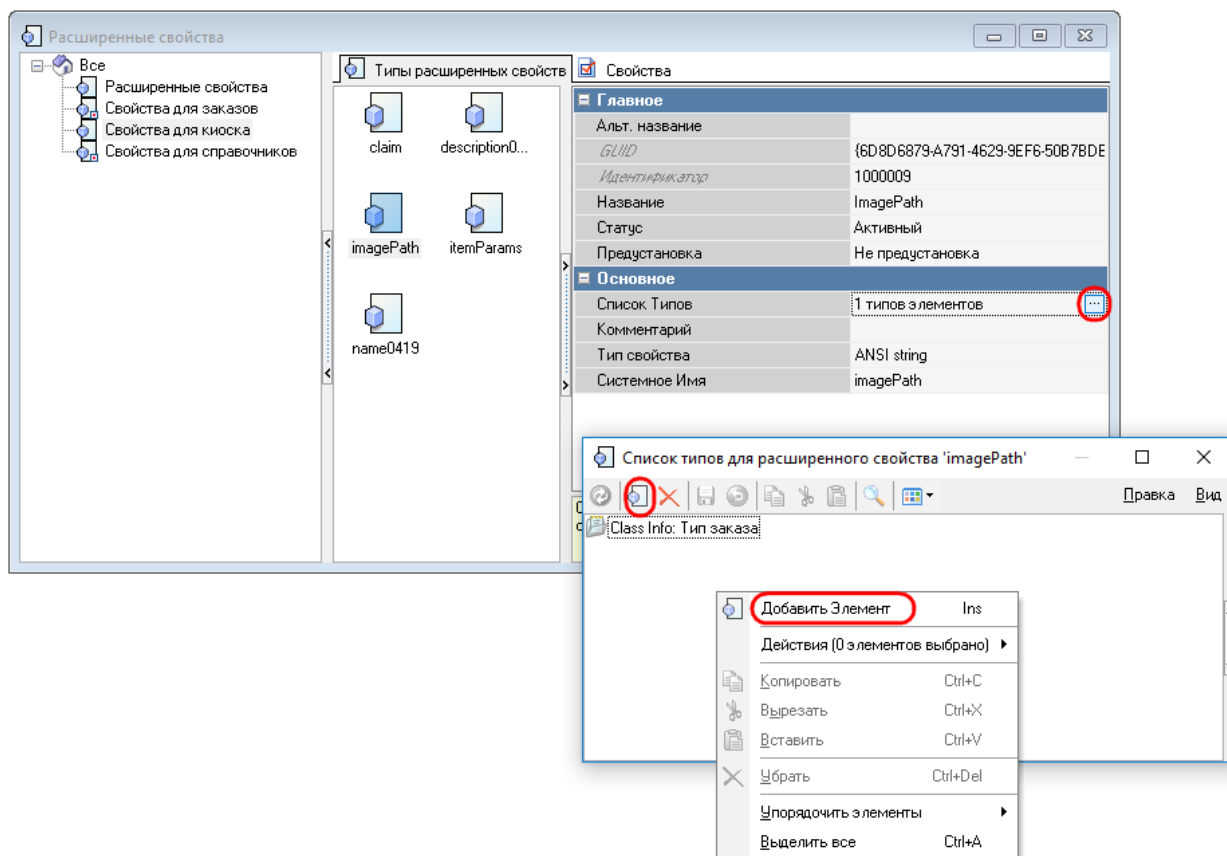 Расширенные свойства
Все
Расширенные свойства
Свойства для заказов
Свойства для киоска
Свойства для справочников
Типы расширенных свойств
claim
description0...
imagePath
itemParams
name0419
Свойства
Главное
Альт. название
GUID {6D8D6879-A791-4629-9EF6-50B7BDE
Идентификатор 1000009
Название ImagePath
Статус Активный
Предустановка Не предустановка
Основное
Список Типов 1 типов элементов ...
Комментарий
Тип свойства ANSI string
Системное Имя imagePath
Список типов для расширенного свойства 'imagePath'
Правка Вид
Class Info: Тип заказа
Добавить Элемент Ins
Действия (0 элементов выбрано)
Копировать Ctrl+C
Вырезать Ctrl+X
Вставить Ctrl+V
Убрать Ctrl+Del
Упорядочить элементы
Выделить все Ctrl+A